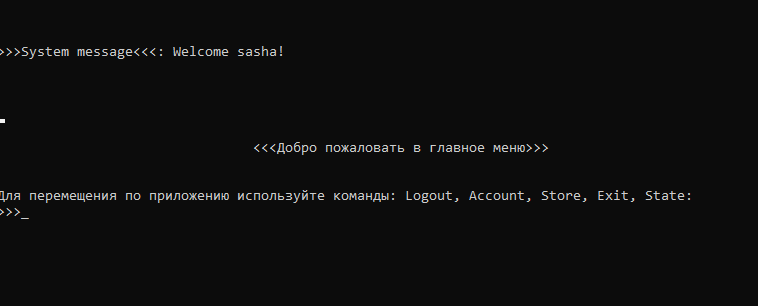 >>>System message<<<: Welcome sasha!
<<<Добро пожаловать в главное меню>>>
Для перемещения по приложению используйте команды: Logout, Account, Store, Exit, State:
>>>_